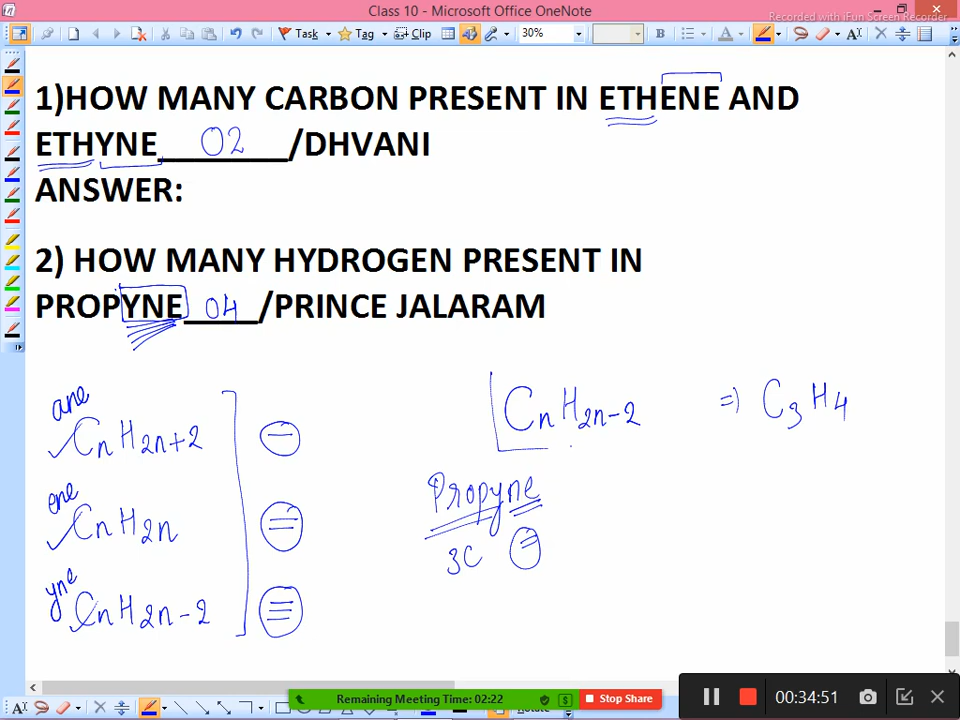 Class 10 - Microsoft Office OneNote
Recorded with iFun Screen Recorder
Task Tag Clip 30% B A
1)HOW MANY CARBON PRESENT IN ETHENE AND
ETHYNE 02 /DHVANI
ANSWER:
2) HOW MANY HYDROGEN PRESENT IN
PROPYNE 04 /PRINCE JALARAM
ane
CnH2n+2
CnH2n-2 => C3H4
ene
CnH2n
Propyne
3C
yne
CnH2n-2
Remaining Meeting Time: 02:22 Stop Share
00:34:51